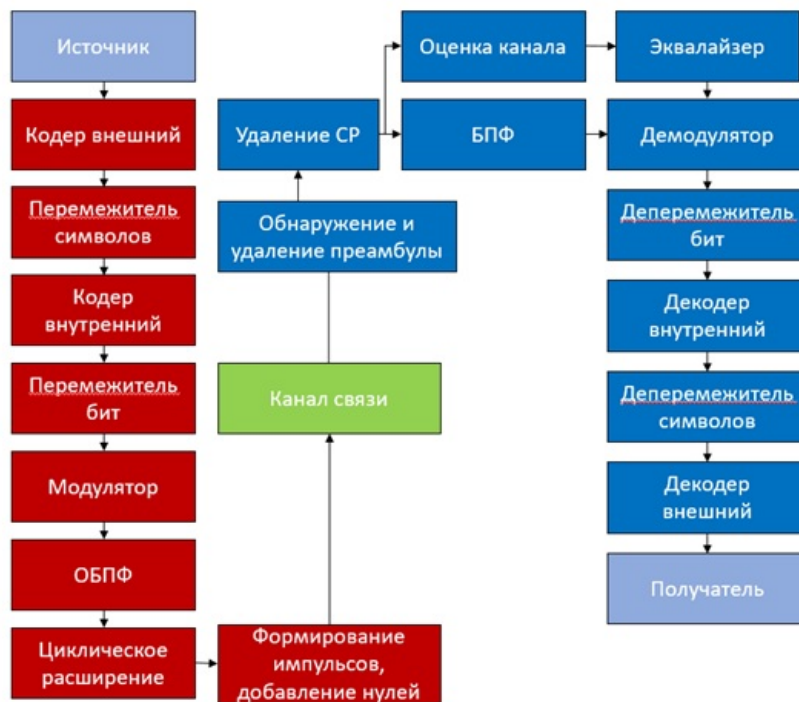 Источник
Кодер внешний
Перемежитель
символов
Кодер
внутренний
Перемежитель
бит
Модулятор
ОБПФ
Циклическое
расширение
Формирование
импульсов,
добавление нулей
Канал связи
Обнаружение и
удаление преамбулы
Удаление CP
Оценка канала
Эквалайзер
БПФ
Демодулятор
Деперемежитель
бит
Декодер
внутренний
Деперемежитель
символов
Декодер
внешний
Получатель